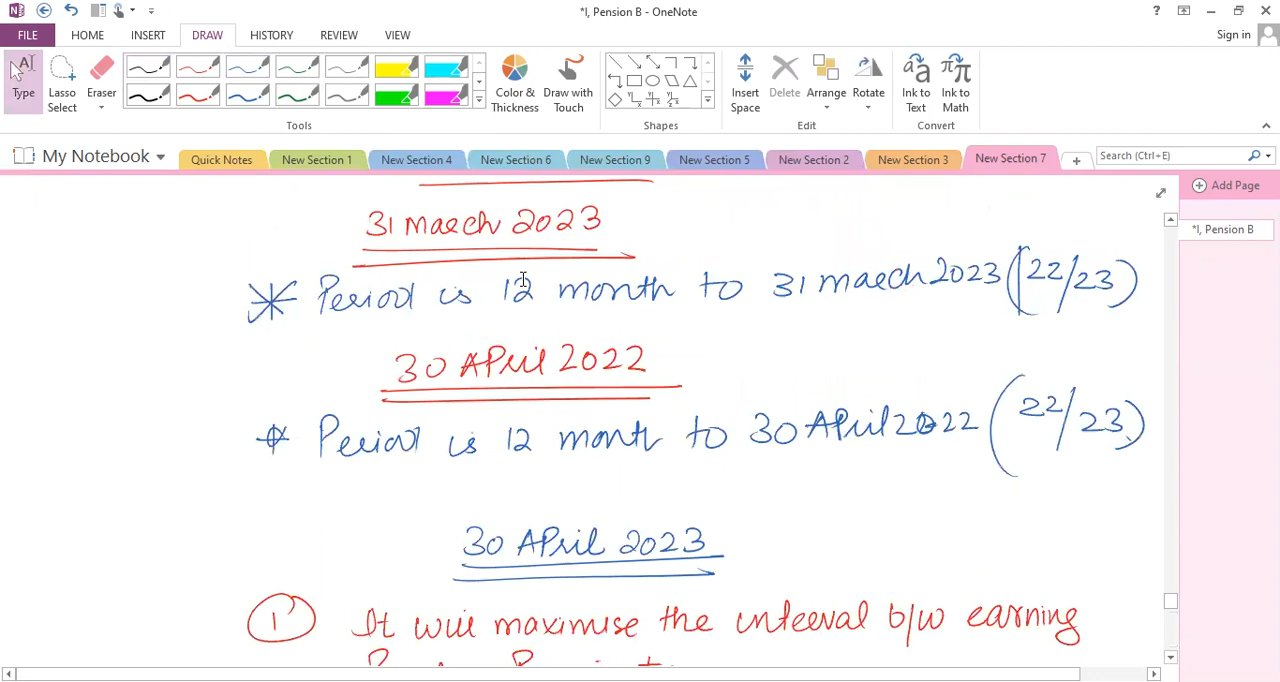 *I, Pension B - OneNote
?
Sign in
FILE HOME INSERT DRAW HISTORY REVIEW VIEW
Type
Lasso Select
Eraser
Color & Thickness
Draw with Touch
Insert Space
Delete
Arrange
Rotate
Ink to Text
Ink to Math
Tools
Shapes
Edit
Convert
My Notebook
Quick Notes New Section 1 New Section 4 New Section 6 New Section 9 New Section 5 New Section 2 New Section 3 New Section 7
Search (Ctrl+E)
Add Page
*I, Pension B
31 March 2023
Period is 12 month to 31 march 2023 (22/23)
30 April 2022
Period is 12 month to 30 April 2022 (22/23)
30 April 2023
1 It will maximise the interval b/w earning